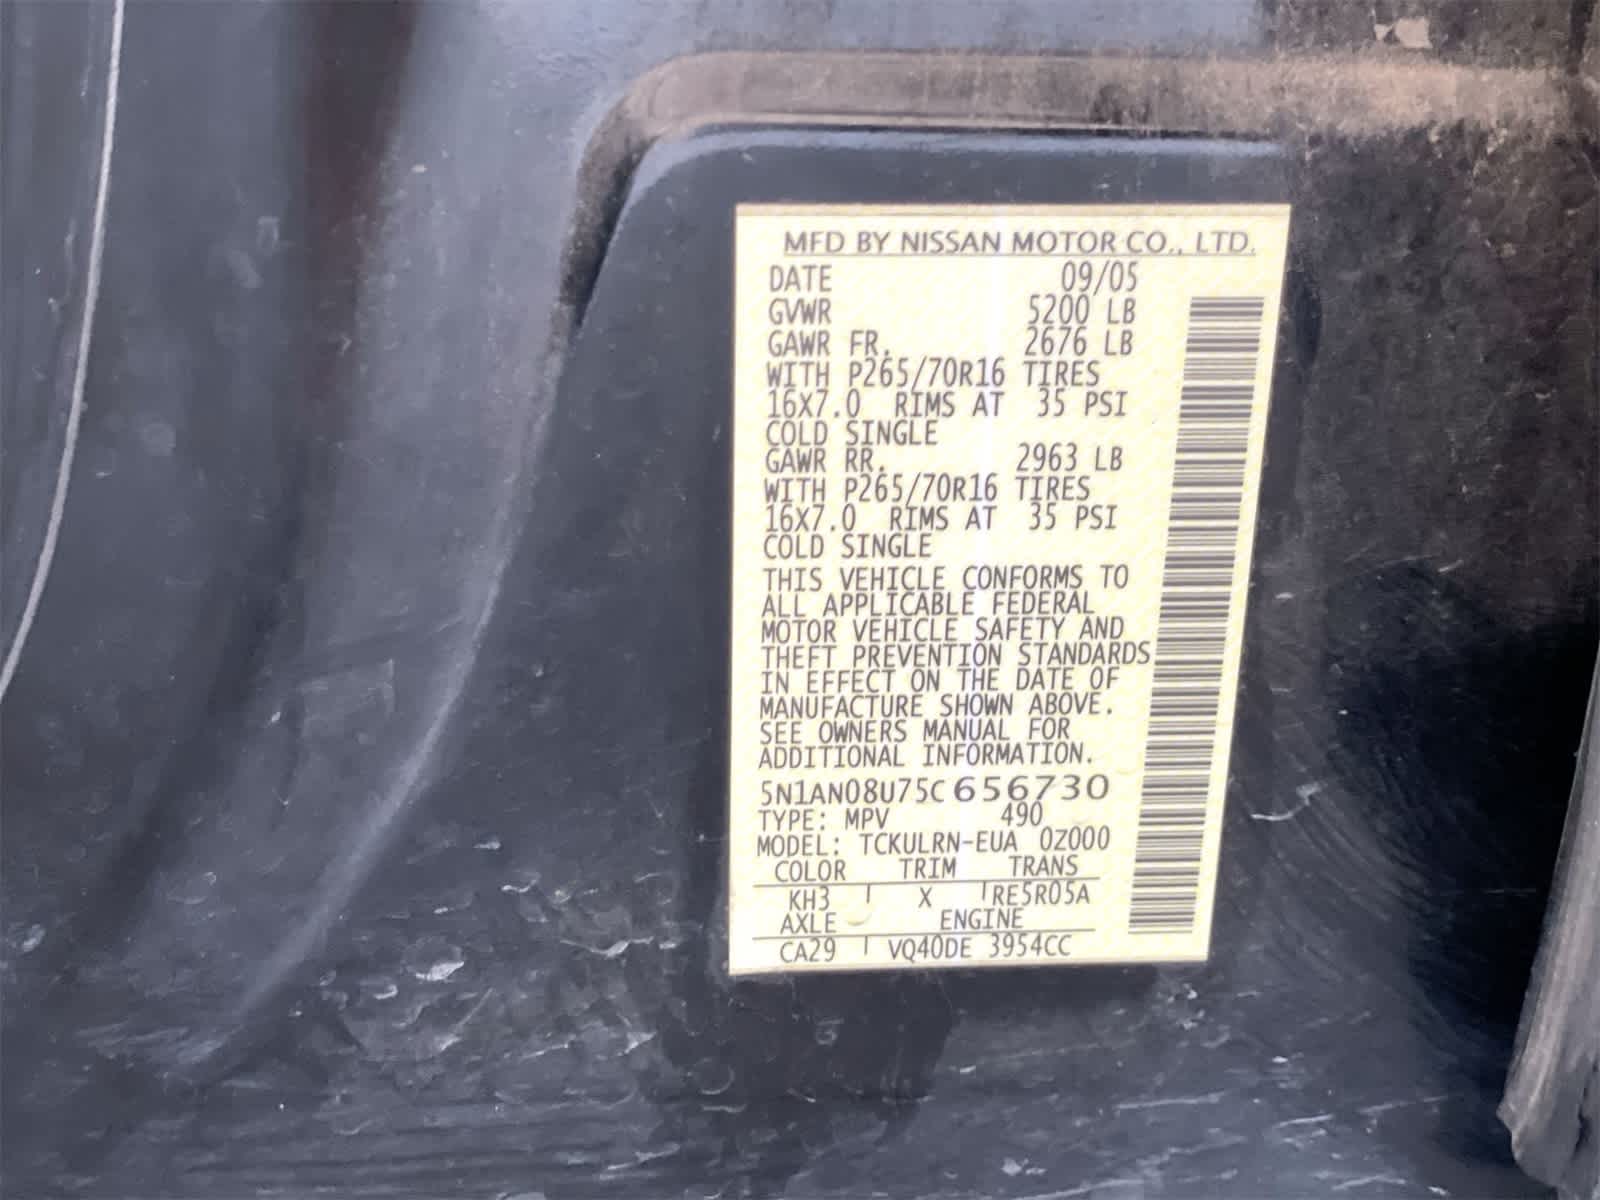 MFD BY NISSAN MOTOR CO., LTD.
DATE 09/05
GVWR 5200 LB
GAWR FR. 2676 LB
WITH P265/70R16 TIRES
16X7.0 RIMS AT 35 PSI
COLD SINGLE
GAWR RR. 2963 LB
WITH P265/70R16 TIRES
16X7.0 RIMS AT 35 PSI
COLD SINGLE
THIS VEHICLE CONFORMS TO
ALL APPLICABLE FEDERAL
MOTOR VEHICLE SAFETY AND
THEFT PREVENTION STANDARDS
IN EFFECT ON THE DATE OF
MANUFACTURE SHOWN ABOVE.
SEE OWNERS MANUAL FOR
ADDITIONAL INFORMATION.
5N1AN08U75C656730
TYPE: MPV 490
MODEL: TCKULRN-EUA 0Z000
COLOR TRIM TRANS
KH3 X RE5R05A
AXLE ENGINE
CA29 VQ40DE 3954CC